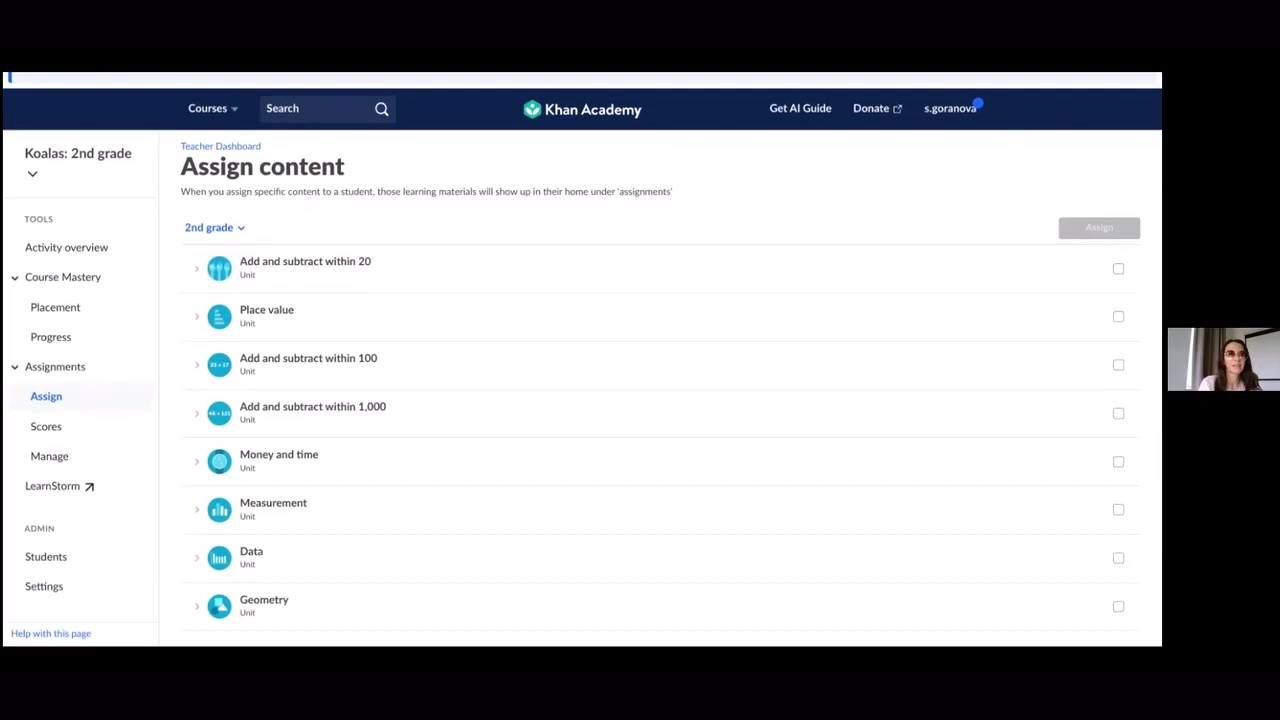 Courses
Search
Khan Academy
Get AI Guide
Donate
s.goranova
Koalas: 2nd grade
TOOLS
Activity overview
Course Mastery
Placement
Progress
Assignments
Assign
Scores
Manage
LearnStorm
ADMIN
Students
Settings
Help with this page
Teacher Dashboard
Assign content
When you assign specific content to a student, those learning materials will show up in their home under 'assignments'
2nd grade
Assign
Add and subtract within 20
Unit
Place value
Unit
23 + 17
Add and subtract within 100
Unit
Add and subtract within 1,000
Unit
Money and time
Unit
Measurement
Unit
Data
Unit
Geometry
Unit